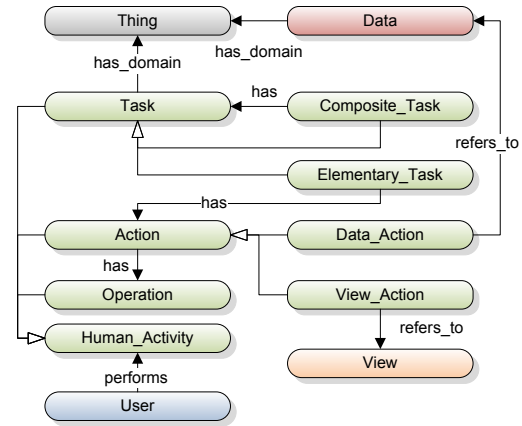 Thing
Data
has_domain
has_domain
Task
has
Composite_Task
refers_to
Elementary_Task
has
Action
Data_Action
has
Operation
View_Action
Human_Activity
refers_to
performs
View
User